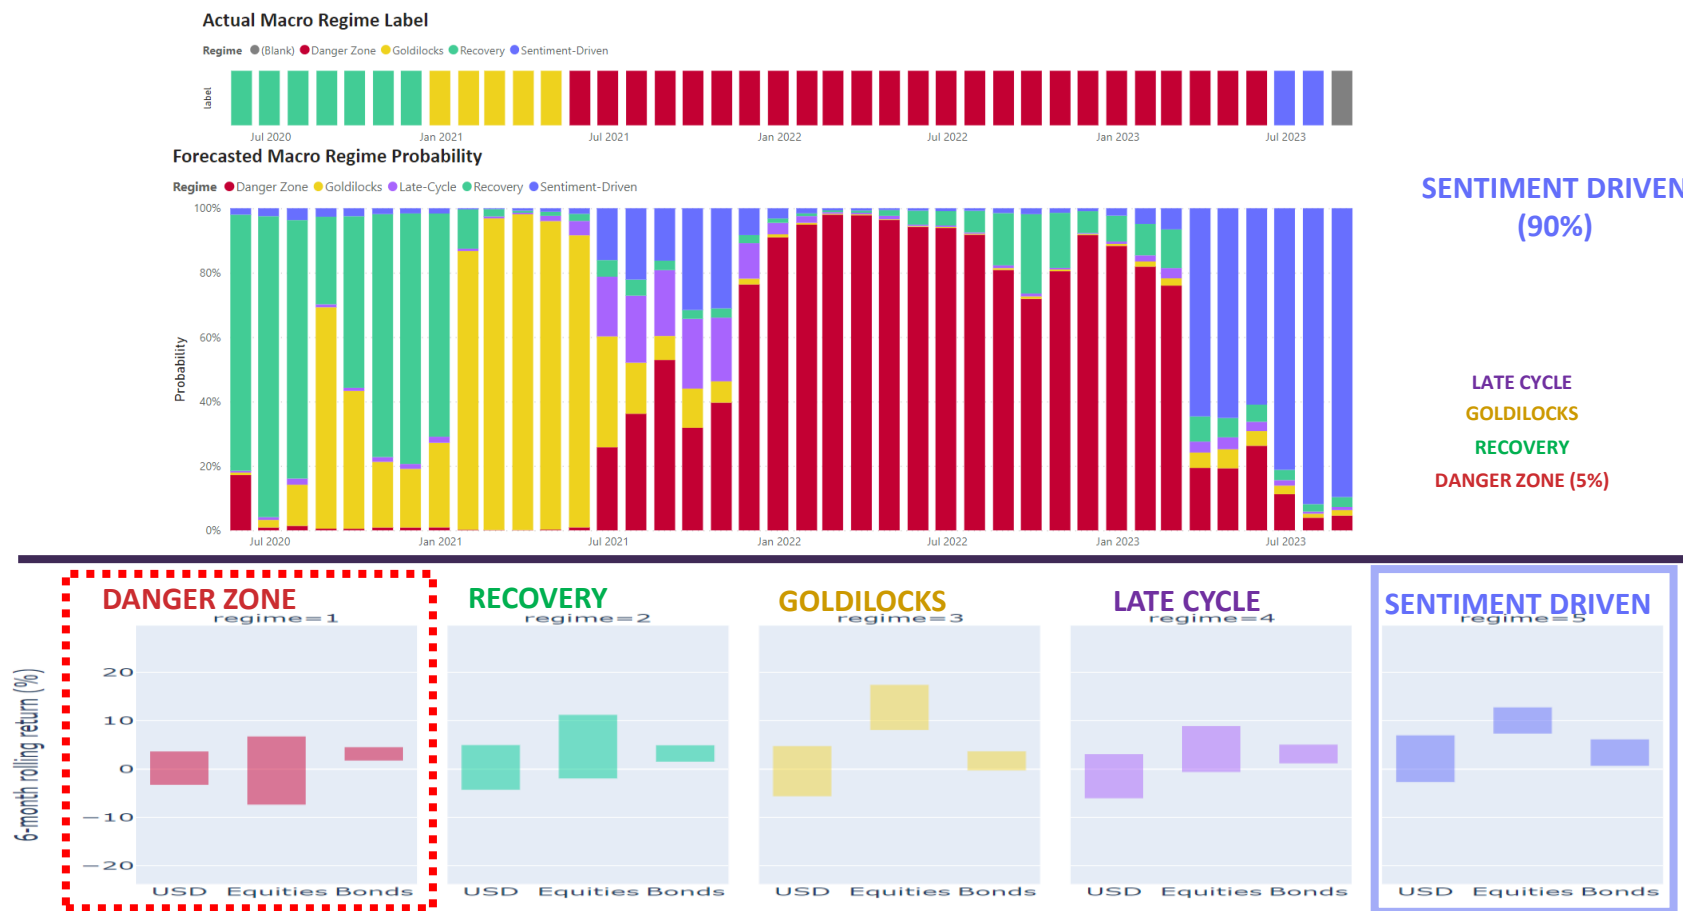 Actual Macro Regime Label
Regime (Blank) Danger Zone Goldilocks Recovery Sentiment-Driven
label
Jul 2020 Jan 2021 Jul 2021 Jan 2022 Jul 2022 Jan 2023 Jul 2023
Forecasted Macro Regime Probability
Regime Danger Zone Goldilocks Late-Cycle Recovery Sentiment-Driven
100%
80%
60%
40%
20%
0%
Probability
Jul 2020 Jan 2021 Jul 2021 Jan 2022 Jul 2022 Jan 2023 Jul 2023
SENTIMENT DRIVEN
(90%)
LATE CYCLE
GOLDILOCKS
RECOVERY
DANGER ZONE (5%)
DANGER ZONE RECOVERY GOLDILOCKS LATE CYCLE SENTIMENT DRIVEN
regime=1 regime=2 regime=3 regime=4 regime=5
6-month rolling return (%)
20
10
0
−10
−20
USD Equities Bonds USD Equities Bonds USD Equities Bonds USD Equities Bonds USD Equities Bonds